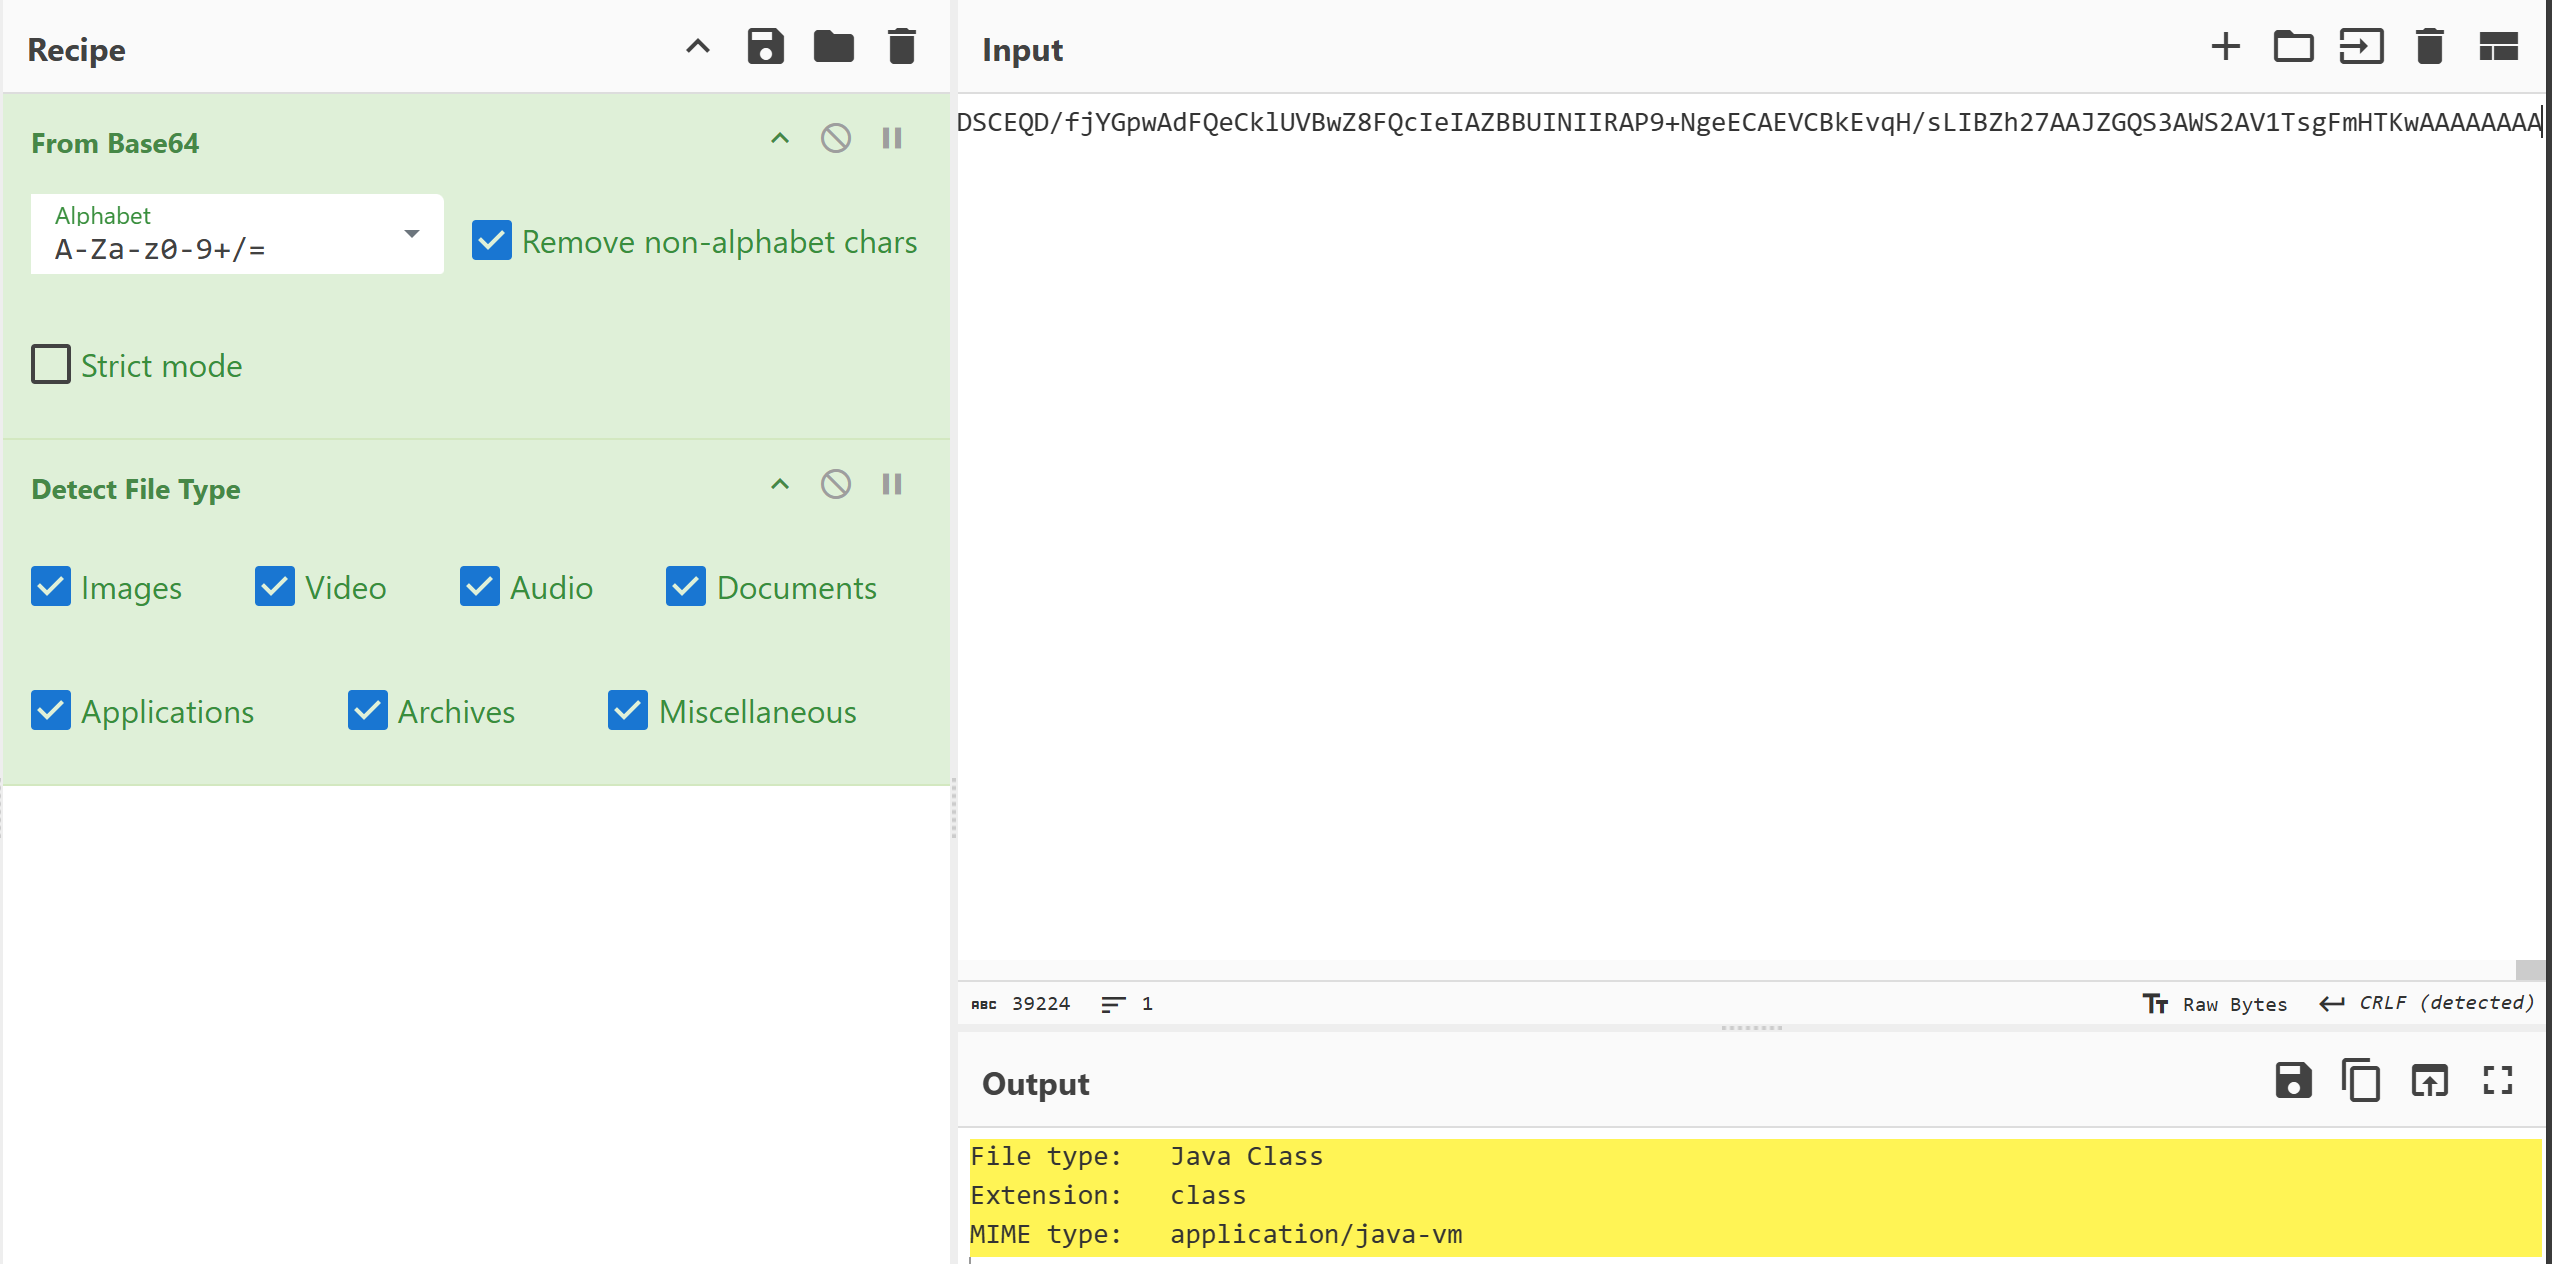 Recipe
From Base64
Alphabet
A-Za-z0-9+/=
Remove non-alphabet chars
Strict mode
Detect File Type
Images
Video
Audio
Documents
Applications
Archives
Miscellaneous
Input
DSCEQD/fjYGpwAdFQeCklUVBwZ8FQcIeIAZBBUINIIRAP9+NgeECAEVCBkEvqH/sLIBZh27AAJZGQS3AWS2AV1TsgFmHTKwAAAAAAAA
ABC 39224 1
Tт Raw Bytes CRLF (detected)
Output
File type: Java Class
Extension: class
MIME type: application/java-vm